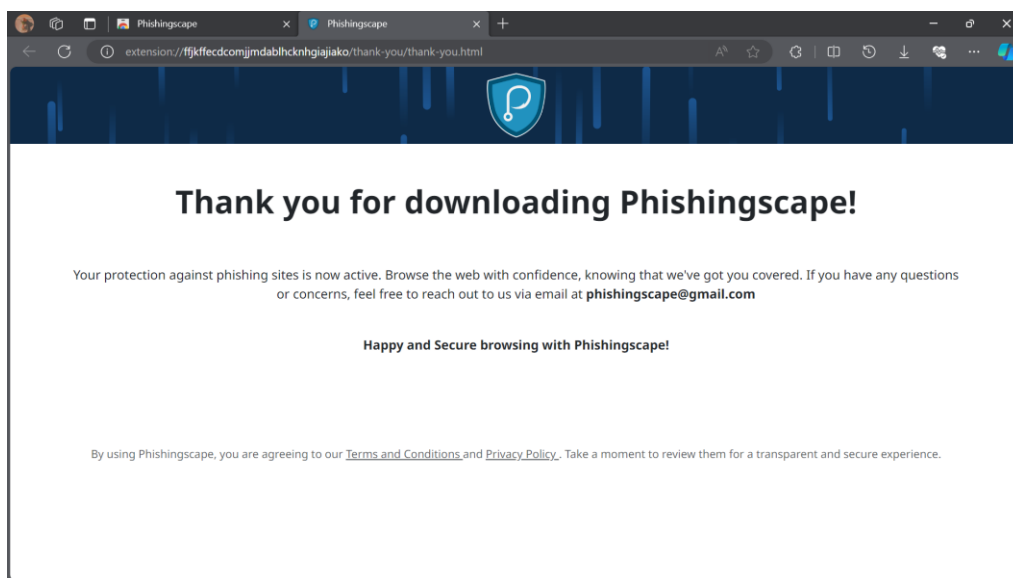 Phishingscape
Phishingscape
extension://ffjkffecdcomjjmdablhcknhgiajiako/thank-you/thank-you.html
Thank you for downloading Phishingscape!
Your protection against phishing sites is now active. Browse the web with confidence, knowing that we've got you covered. If you have any questions
or concerns, feel free to reach out to us via email at phishingscape@gmail.com
Happy and Secure browsing with Phishingscape!
By using Phishingscape, you are agreeing to our Terms and Conditions and Privacy Policy . Take a moment to review them for a transparent and secure experience.